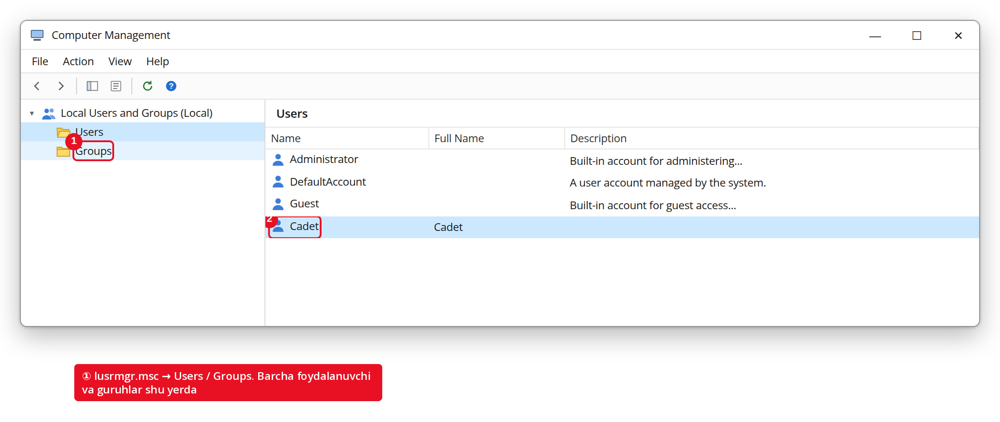 Computer Management
File Action View Help
Local Users and Groups (Local)
Users
1
Groups
Users
Name Full Name Description
Administrator Built-in account for administering...
DefaultAccount A user account managed by the system.
Guest Built-in account for guest access...
2 Cadet Cadet
① lusrmgr.msc → Users / Groups. Barcha foydalanuvchi
va guruhlar shu yerda